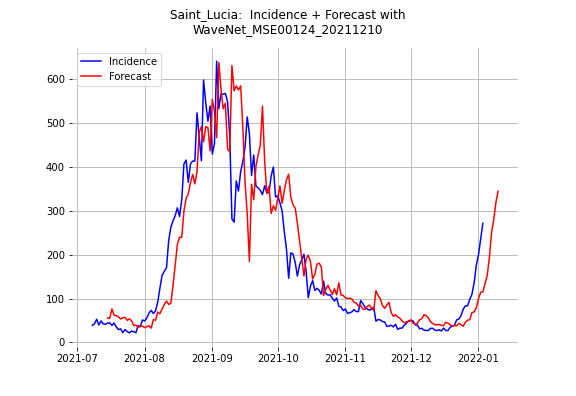 Saint_Lucia:  Incidence + Forecast with
WaveNet_MSE00124_20211210
Incidence
Forecast
600
500
400
300
200
100
0
2021-07 2021-08 2021-09 2021-10 2021-11 2021-12 2022-01